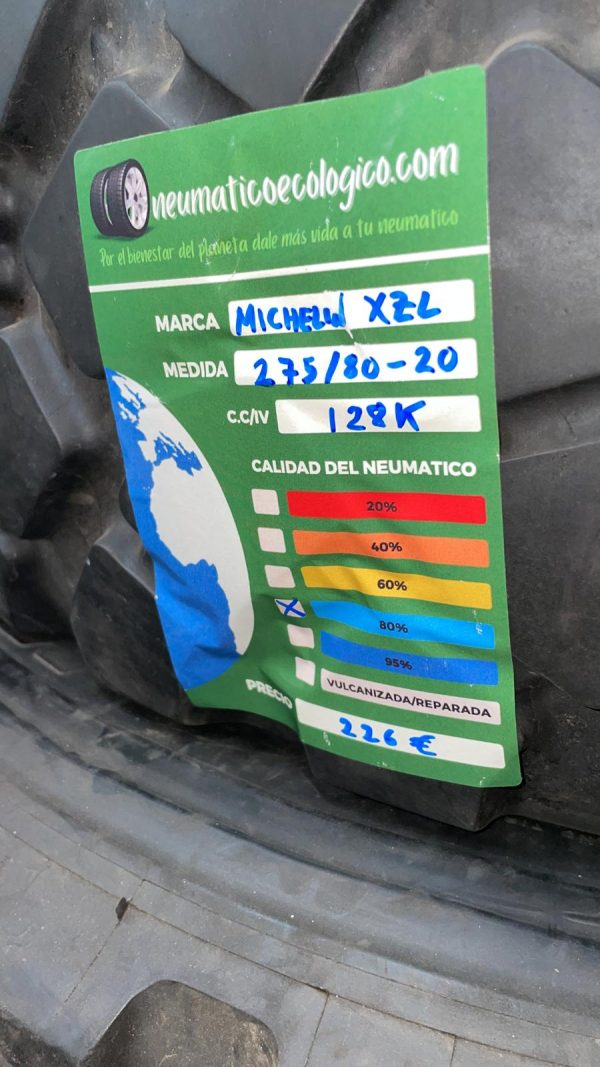 neumaticoecologico.com
Por el bienestar del planeta dale más vida a tu neumatico
MARCA MICHELIN XZL
MEDIDA 275/80-20
C.C/IV 128K
CALIDAD DEL NEUMATICO
20%
40%
60%
X 80%
95%
VULCANIZADA/REPARADA
PRECIO 226 €